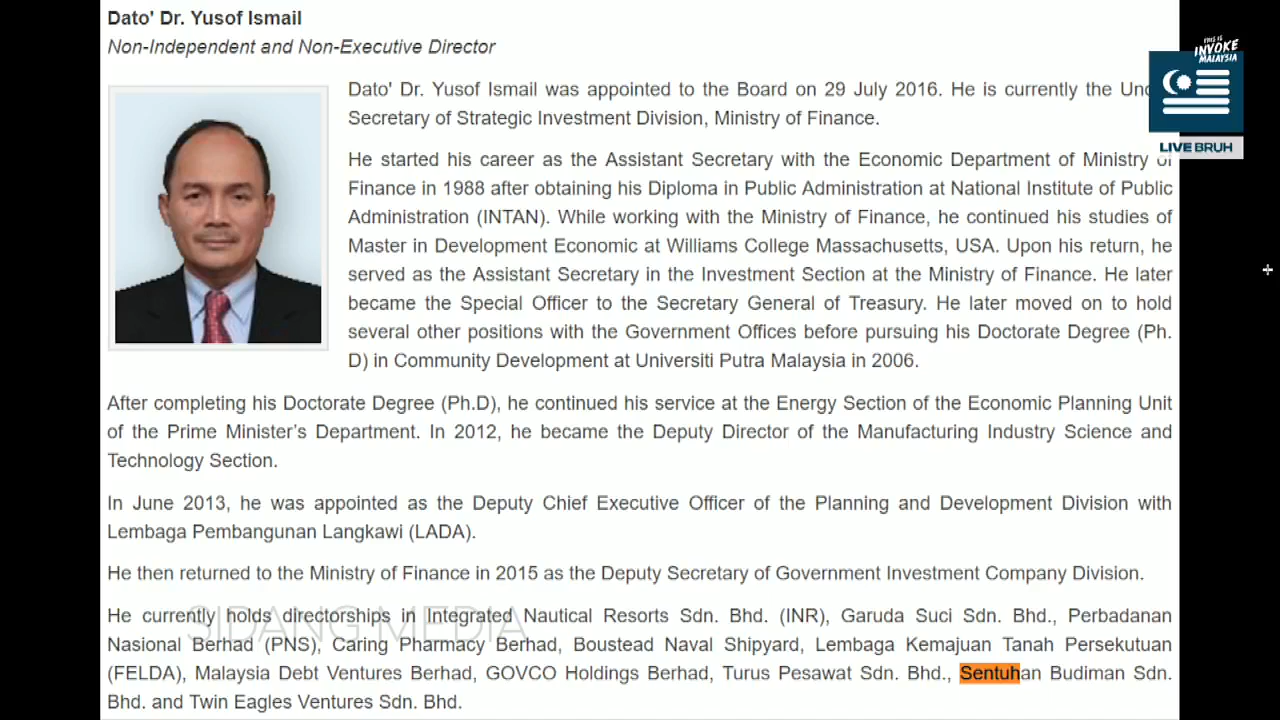 Dato' Dr. Yusof Ismail
Non-Independent and Non-Executive Director
THIS IS
INVOKE
MALAYSIA
LIVE BRUH
Dato' Dr. Yusof Ismail was appointed to the Board on 29 July 2016. He is currently the
Secretary of Strategic Investment Division, Ministry of Finance.
He started his career as the Assistant Secretary with the Economic Department of Ministry of
Finance in 1988 after obtaining his Diploma in Public Administration at National Institute of Public
Administration (INTAN). While working with the Ministry of Finance, he continued his studies of
Master in Development Economic at Williams College Massachusetts, USA. Upon his return, he
served as the Assistant Secretary in the Investment Section at the Ministry of Finance. He later
became the Special Officer to the Secretary General of Treasury. He later moved on to hold
several other positions with the Government Offices before pursuing his Doctorate Degree (Ph.
D) in Community Development at Universiti Putra Malaysia in 2006.
After completing his Doctorate Degree (Ph.D), he continued his service at the Energy Section of the Economic Planning Unit
of the Prime Minister's Department. In 2012, he became the Deputy Director of the Manufacturing Industry Science and
Technology Section.
In June 2013, he was appointed as the Deputy Chief Executive Officer of the Planning and Development Division with
Lembaga Pembangunan Langkawi (LADA).
He then returned to the Ministry of Finance in 2015 as the Deputy Secretary of Government Investment Company Division.
He currently holds directorships in Integrated Nautical Resorts Sdn. Bhd. (INR), Garuda Suci Sdn. Bhd., Perbadanan
SIDANG MEDIA
Nasional Berhad (PNS), Caring Pharmacy Berhad, Boustead Naval Shipyard, Lembaga Kemajuan Tanah Persekutuan
(FELDA), Malaysia Debt Ventures Berhad, GOVCO Holdings Berhad, Turus Pesawat Sdn. Bhd., Sentuhan Budiman Sdn.
Bhd. and Twin Eagles Ventures Sdn. Bhd.